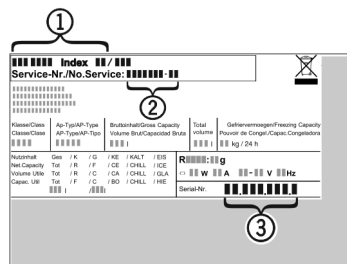 1
Index /
Service-Nr./No.Service: -
2
Klasse/Class Ap-Typ/AP-Type Bruttoinhalt/Gross Capacity Total Gefriervermoegen/Freezing Capacity
Classe/Clase AP-Type/AP-Tipo Volume Brut/Capacidad Bruta volume Pouvoir de Congel./Capac.Congeladora
l l kg / 24 h
Nutzinhalt Ges / K / G / KE / KALT / EIS
Net.Capacity Tot / R / F / CE / CHILL / ICE
Volume Utile Tot / R / C / CA / CHILL / GLA
Capac. Util Tot / F / C / BO / CHILL / HIE
l / l
R : g
W A - V Hz
Serial-Nr. . . .
3